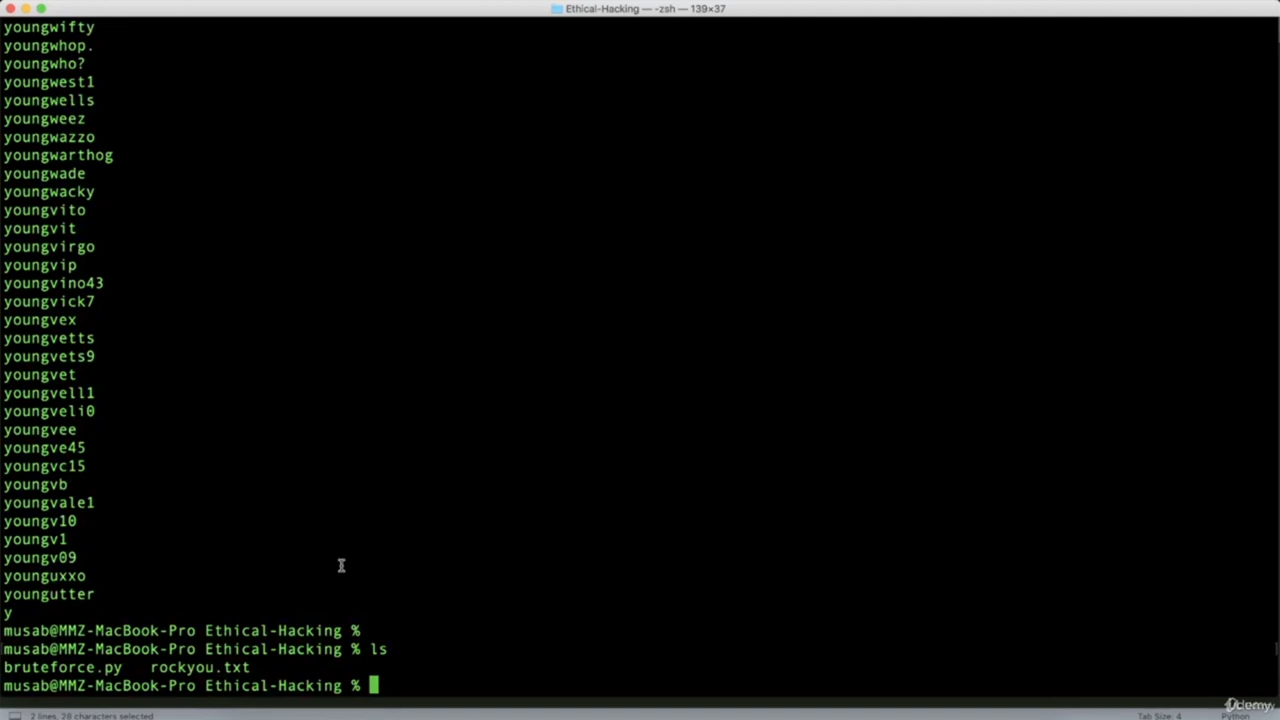 Ethical-Hacking — -zsh — 139×37
youngwifty
youngwhop.
youngwho?
youngwest1
youngwells
youngweez
youngwazzo
youngwarthog
youngwade
youngwacky
youngvito
youngvit
youngvirgo
youngvip
youngvino43
youngvick7
youngvex
youngvetts
youngvets9
youngvet
youngvell1
youngveli0
youngvee
youngve45
youngvc15
youngvb
youngvale1
youngv10
youngv1
youngv09
younguxxo
youngutter
y
musab@MMZ-MacBook-Pro Ethical-Hacking %
musab@MMZ-MacBook-Pro Ethical-Hacking % ls
bruteforce.py rockyou.txt
musab@MMZ-MacBook-Pro Ethical-Hacking %
2 lines, 28 characters selected
Tab Size: 4
Python
Udemy